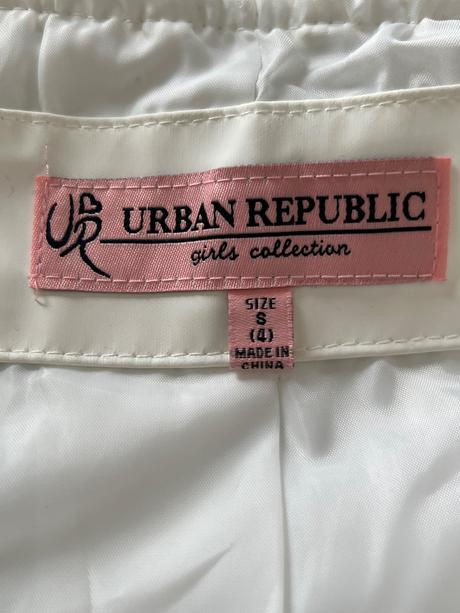 UR URBAN REPUBLIC
girls collection
SIZE
S
(4)
MADE IN
CHINA